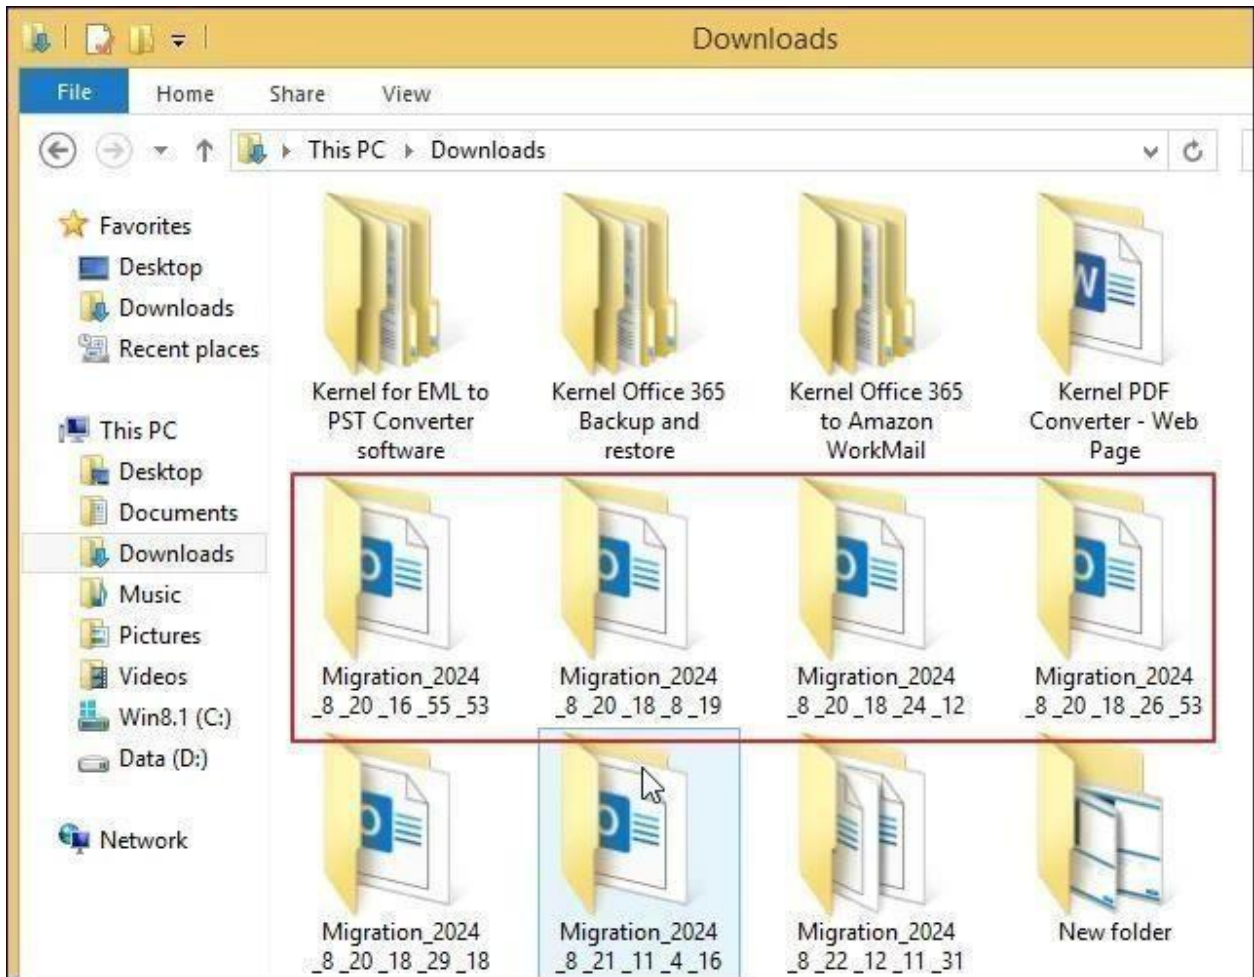 Downloads
File Home Share View
This PC Downloads
Favorites
Desktop
Downloads
Recent places
This PC
Desktop
Documents
Downloads
Music
Pictures
Videos
Win8.1 (C:)
Data (D:)
Network
Kernel for EML to
PST Converter
software
Kernel Office 365
Backup and
restore
Kernel Office 365
to Amazon
WorkMail
Kernel PDF
Converter - Web
Page
Migration_2024
_8_20_16_55_53
Migration_2024
_8_20_18_8_19
Migration_2024
_8_20_18_24_12
Migration_2024
_8_20_18_26_53
Migration_2024
_8_20_18_29_18
Migration_2024
_8_21_11_4_16
Migration_2024
_8_22_12_11_31
New folder